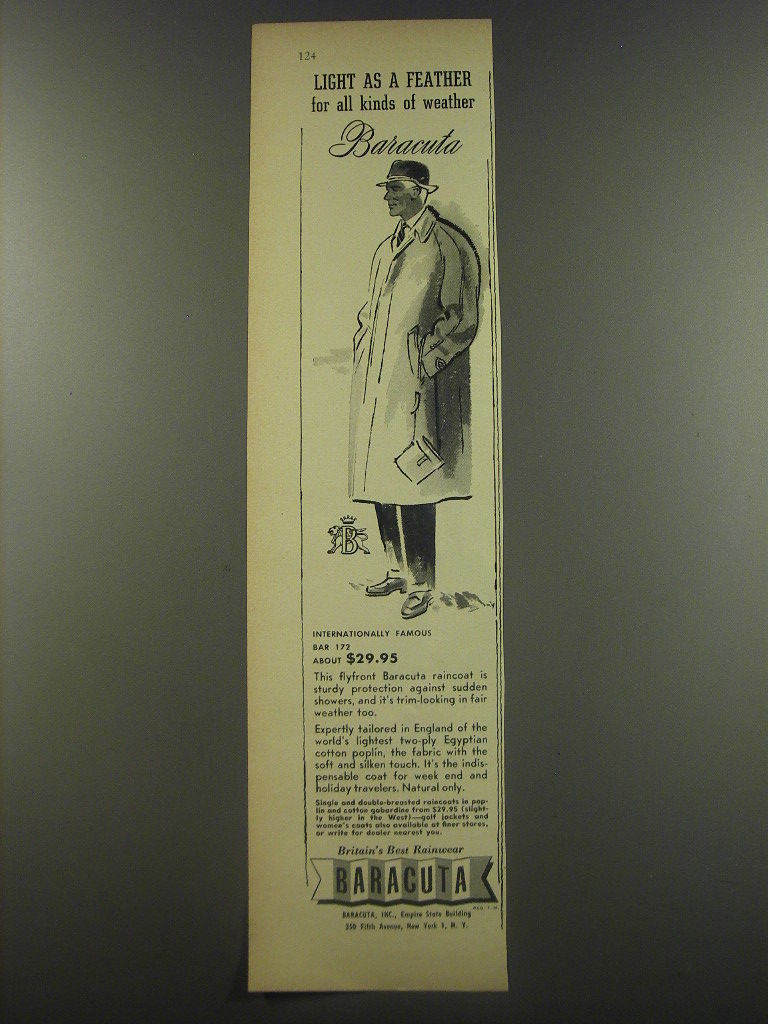 124
LIGHT AS A FEATHER
for all kinds of weather
Baracuta
B
INTERNATIONALLY FAMOUS
BAR 172
ABOUT $29.95
This flyfront Baracuta raincoat is
sturdy protection against sudden
showers, and it's trim-looking in fair
weather too.
Expertly tailored in England of the
world's lightest two-ply Egyptian
cotton poplin, the fabric with the
soft and silken touch. It's the indis-
pensable coat for week end and
holiday travelers. Natural only.
Single and double-breasted raincoats in pop-
lin and cotton gabardine from $29.95 (slight-
ly higher in the West)—golf jackets and
women's coats also available at finer stores,
or write for dealer nearest you.
Britain's Best Rainwear
BARACUTA
REG. T. M.
BARACUTA, INC., Empire State Building
350 Fifth Avenue, New York 1, N. Y.